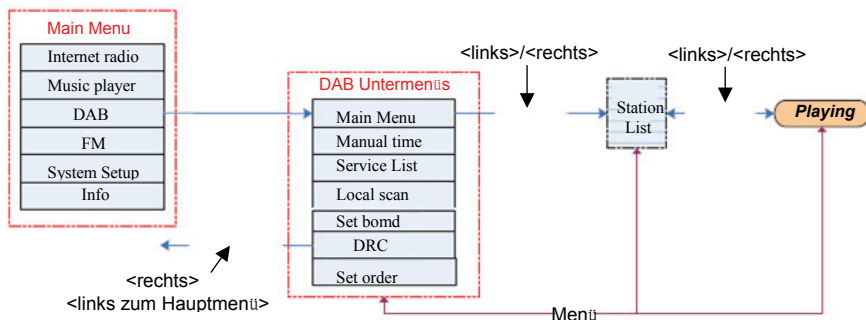 Main Menu
Internet radio
Music player
DAB
FM
System Setup
Info
<rechts>
<links zum Hauptmenü>
DAB Untermenüs
Main Menu
Manual time
Service List
Local scan
Set bomd
DRC
Set order
<links>/<rechts>
Station
List
<links>/<rechts>
Playing
Menü